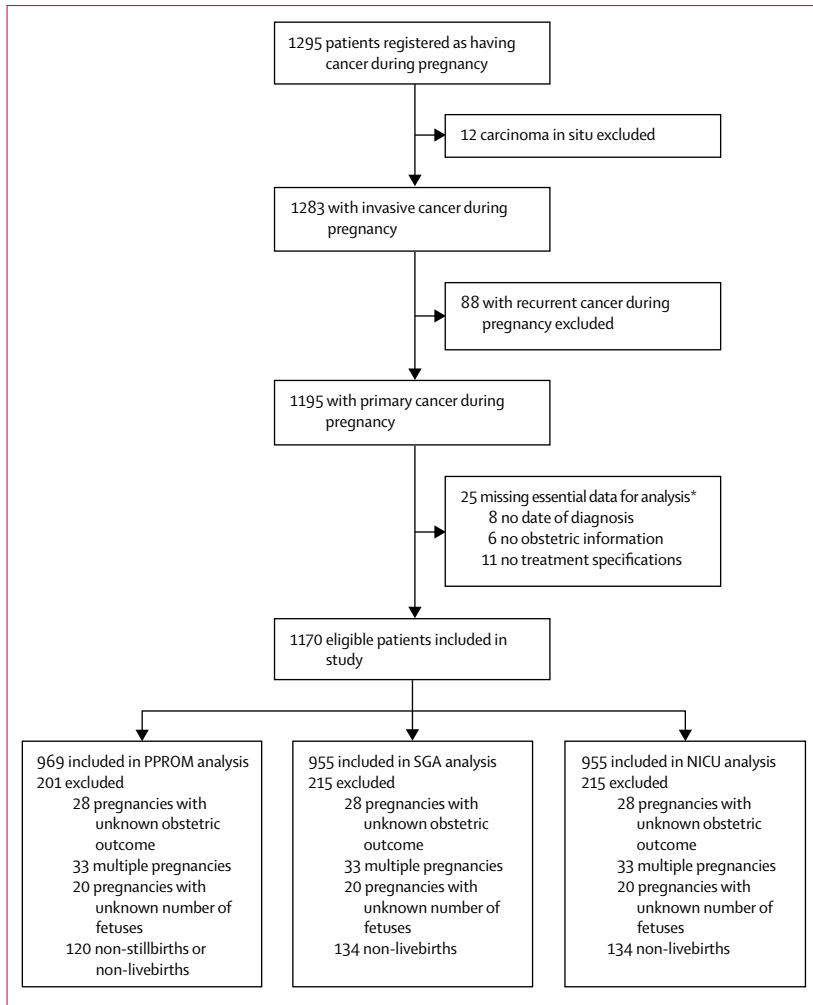 1295 patients registered as having
cancer during pregnancy
12 carcinoma in situ excluded
1283 with invasive cancer during
pregnancy
88 with recurrent cancer during
pregnancy excluded
1195 with primary cancer during
pregnancy
25 missing essential data for analysis*
8 no date of diagnosis
6 no obstetric information
11 no treatment specifications
1170 eligible patients included in
study
969 included in PPROM analysis
201 excluded
28 pregnancies with
unknown obstetric
outcome
33 multiple pregnancies
20 pregnancies with
unknown number of
fetuses
120 non-stillbirths or
non-livebirths
955 included in SGA analysis
215 excluded
28 pregnancies with
unknown obstetric
outcome
33 multiple pregnancies
20 pregnancies with
unknown number of
fetuses
134 non-livebirths
955 included in NICU analysis
215 excluded
28 pregnancies with
unknown obstetric
outcome
33 multiple pregnancies
20 pregnancies with
unknown number of
fetuses
134 non-livebirths